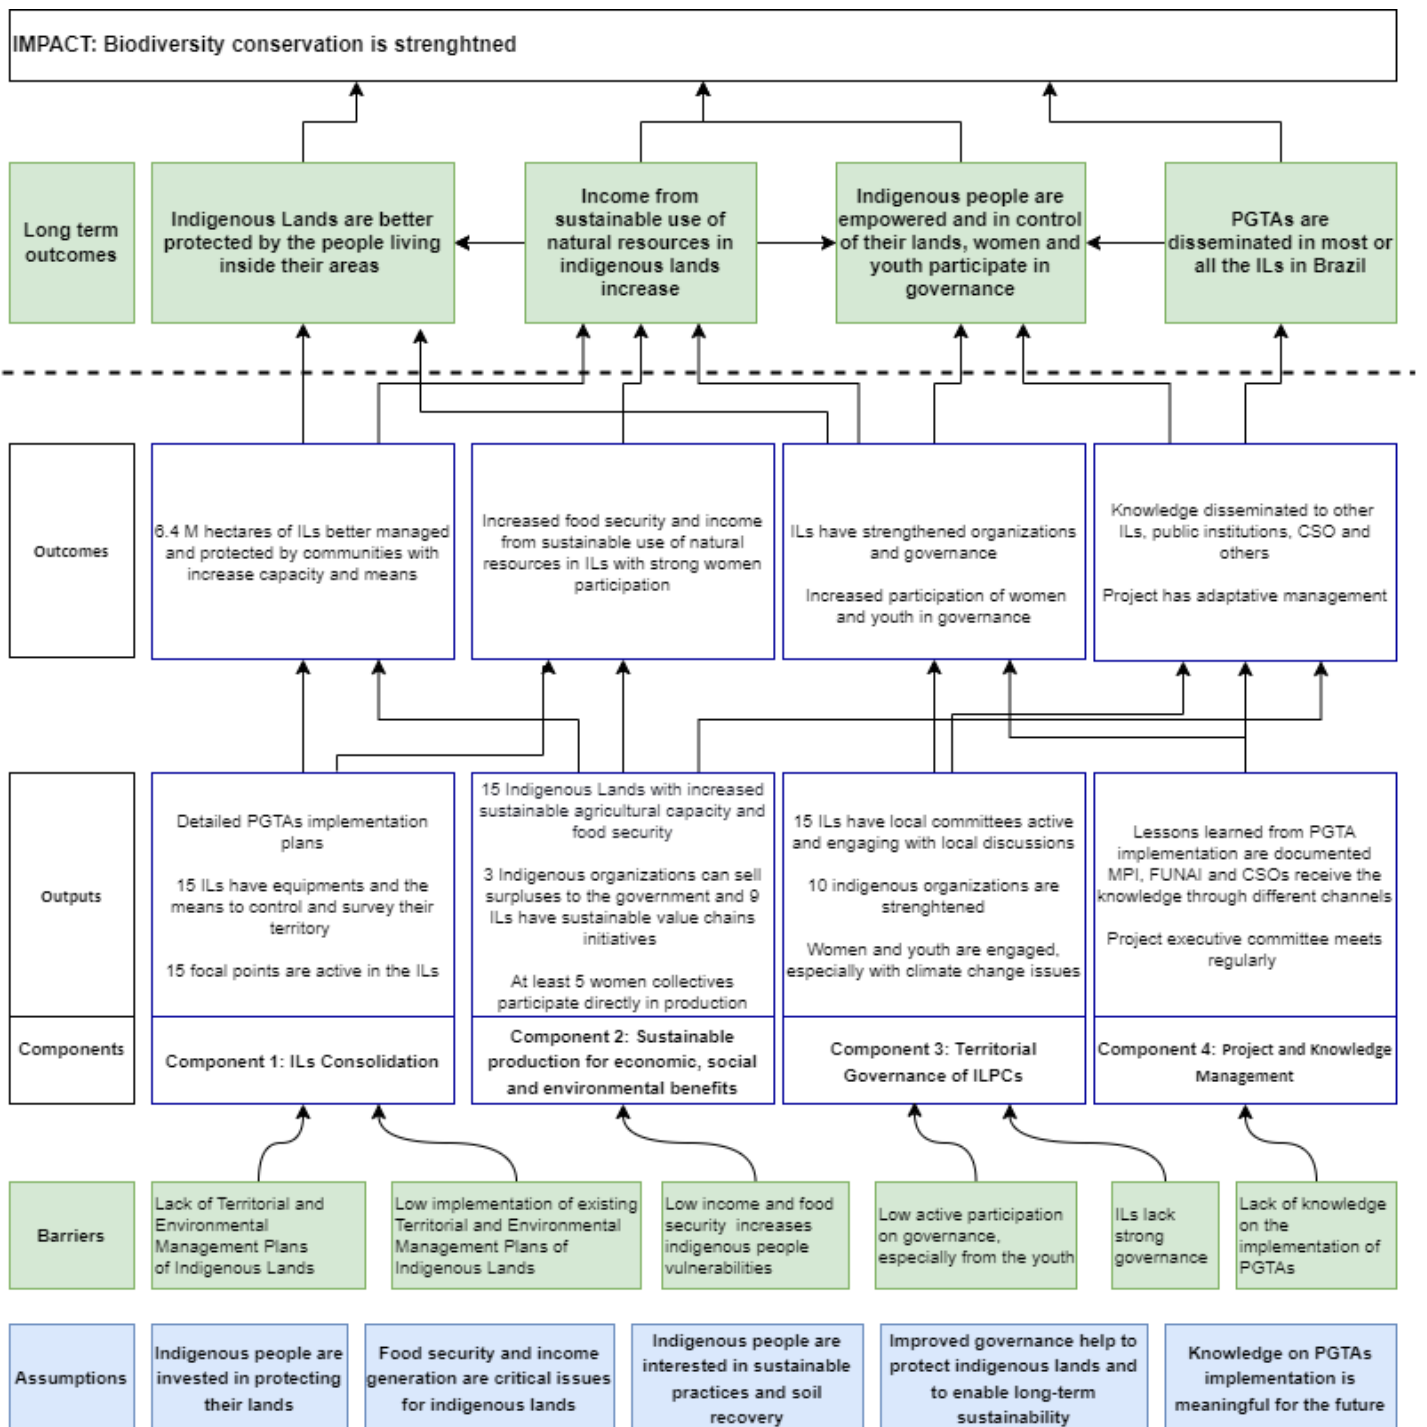 IMPACT: Biodiversity conservation is strenghtned
Long term
outcomes
Indigenous Lands are better
protected by the people living
inside their areas
Income from
sustainable use of
natural resources in
indigenous lands
increase
Indigenous people are
empowered and in control
of their lands, women and
youth participate in
governance
PGTAs are
disseminated in most or
all the ILs in Brazil
Outcomes
6.4 M hectares of ILs better managed
and protected by communities with
increase capacity and means
Increased food security and income
from sustainable use of natural
resources in ILs with strong women
participation
ILs have strengthened organizations
and governance
Increased participation of women
and youth in governance
Knowledge disseminated to other
ILs, public institutions, CSO and
others
Project has adaptative management
Outputs
Detailed PGTAs implementation
plans
15 ILs have equipments and the
means to control and survey their
territory
15 focal points are active in the ILs
15 Indigenous Lands with increased
sustainable agricultural capacity and
food security
3 Indigenous organizations can sell
surpluses to the government and 9
ILs have sustainable value chains
initiatives
At least 5 women collectives
participate directly in production
15 ILs have local committees active
and engaging with local discussions
10 indigenous organizations are
strenghtened
Women and youth are engaged,
especially with climate change issues
Lessons learned from PGTA
implementation are documented
MPI, FUNAI and CSOs receive the
knowledge through different channels
Project executive committee meets
regularly
Components
Component 1: ILs Consolidation
Component 2: Sustainable
production for economic, social
and environmental benefits
Component 3: Territorial
Governance of ILPCs
Component 4: Project and Knowledge
Management
Barriers
Lack of Territorial and
Environmental
Management Plans
of Indigenous Lands
Low implementation of existing
Territorial and Environmental
Management Plans of
Indigenous Lands
Low income and food
security increases
indigenous people
vulnerabilities
Low active participation
on governance,
especially from the youth
ILs lack
strong
governance
Lack of knowledge
on the
implementation of
PGTAs
Assumptions
Indigenous people are
invested in protecting
their lands
Food security and income
generation are critical issues
for indigenous lands
Indigenous people are
interested in sustainable
practices and soil
recovery
Improved governance help to
protect indigenous lands and
to enable long-term
sustainability
Knowledge on PGTAs
implementation is
meaningful for the future